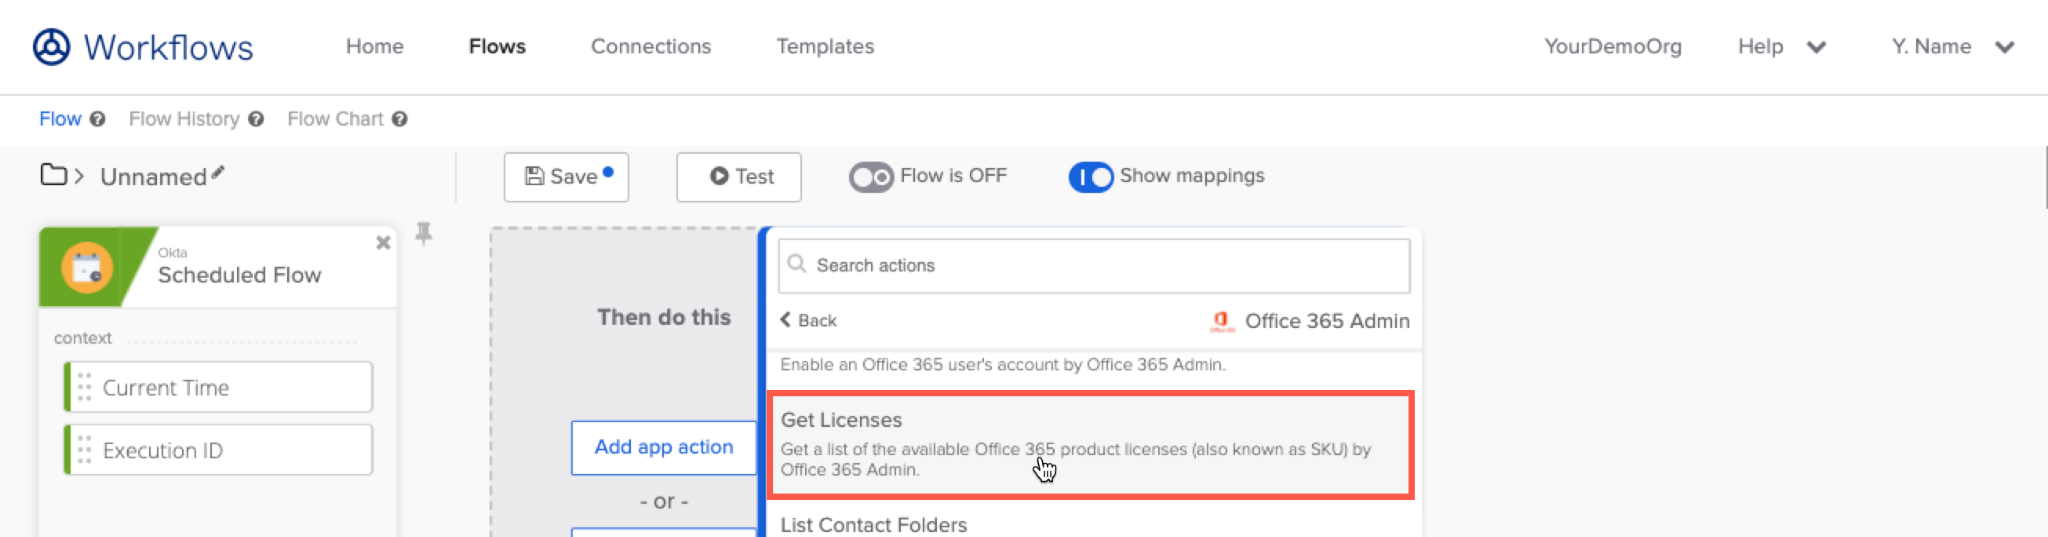 Workflows
Home
Flows
Connections
Templates
YourDemoOrg
Help
Y. Name
Flow
Flow History
Flow Chart
Unnamed
Save
Test
Flow is OFF
Show mappings
Okta
Scheduled Flow
context
Current Time
Execution ID
Then do this
Add app action
- or -
Search actions
Back
Office 365 Admin
Enable an Office 365 user's account by Office 365 Admin.
Get Licenses
Get a list of the available Office 365 product licenses (also known as SKU) by
Office 365 Admin.
List Contact Folders